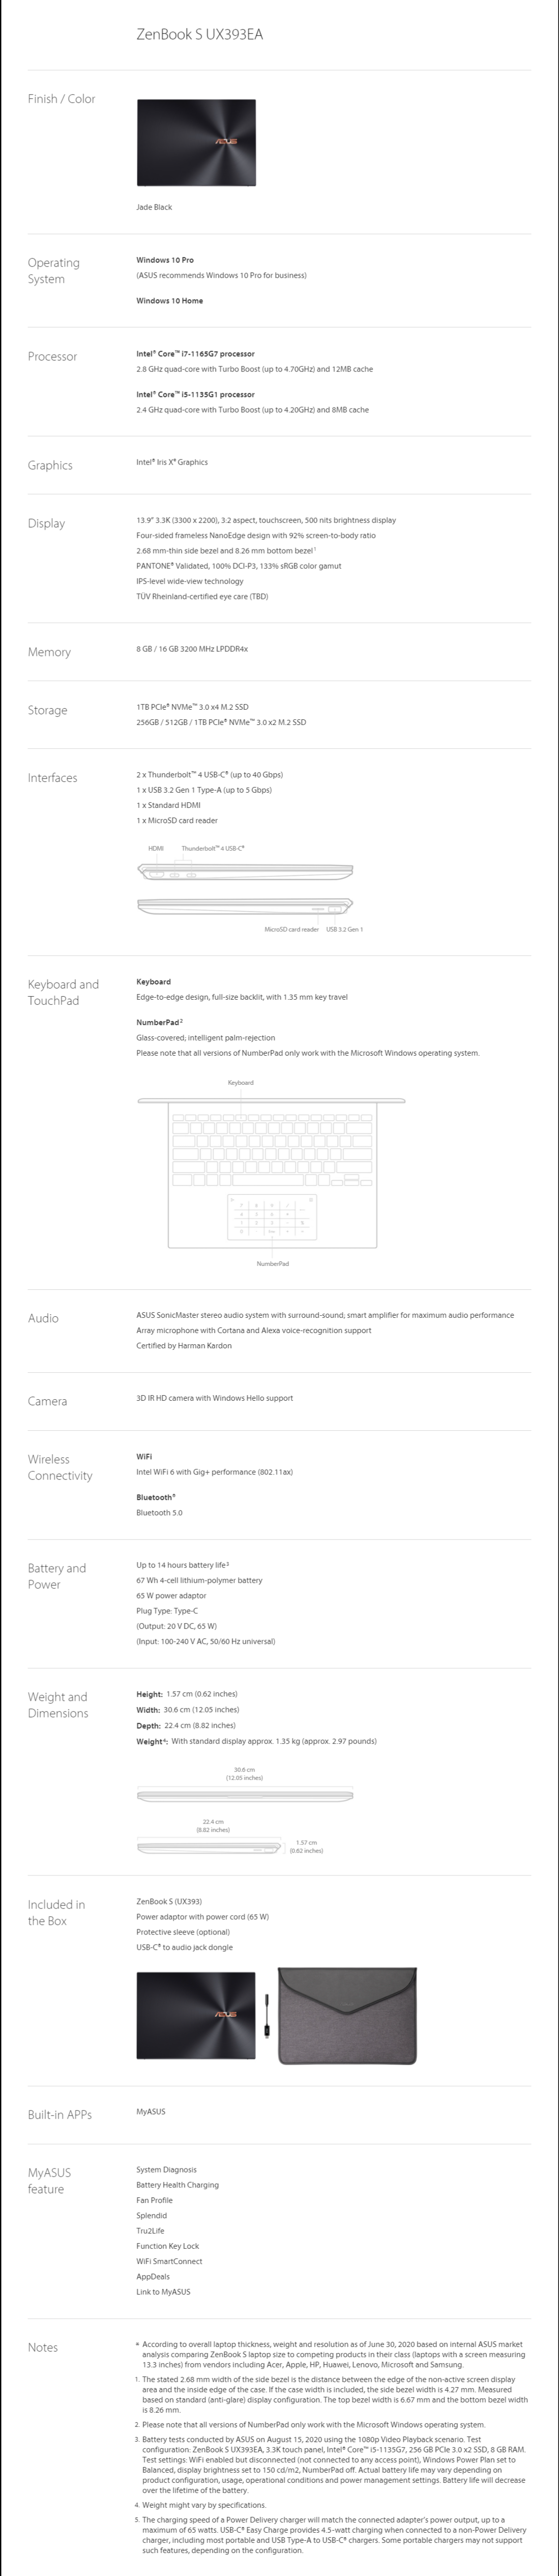 ZenBook S UX393EA
Finish / Color
ASUS
Jade Black
Operating
System
Windows 10 Pro
(ASUS recommends Windows 10 Pro for business)
Windows 10 Home
Processor
Intel® Core™ i7-1165G7 processor
2.8 GHz quad-core with Turbo Boost (up to 4.70GHz) and 12MB cache
Intel® Core™ i5-1135G1 processor
2.4 GHz quad-core with Turbo Boost (up to 4.20GHz) and 8MB cache
Graphics
Intel® Iris Xe Graphics
Display
13.9" 3.3K (3300 x 2200), 3:2 aspect, touchscreen, 500 nits brightness display
Four-sided frameless NanoEdge design with 92% screen-to-body ratio
2.68 mm-thin side bezel and 8.26 mm bottom bezel¹
PANTONE® Validated, 100% DCI-P3, 133% sRGB color gamut
IPS-level wide-view technology
TÜV Rheinland-certified eye care (TBD)
Memory
8 GB / 16 GB 3200 MHz LPDDR4x
Storage
1TB PCIe® NVMe™ 3.0 x4 M.2 SSD
256GB / 512GB / 1TB PCIe® NVMe™ 3.0 x2 M.2 SSD
Interfaces
2 x Thunderbolt™ 4 USB-C® (up to 40 Gbps)
1 x USB 3.2 Gen 1 Type-A (up to 5 Gbps)
1 x Standard HDMI
1 x MicroSD card reader
HDMI Thunderbolt™ 4 USB-C®
MicroSD card reader USB 3.2 Gen 1
Keyboard and
TouchPad
Keyboard
Edge-to-edge design, full-size backlit, with 1.35 mm key travel
NumberPad²
Glass-covered; intelligent palm-rejection
Please note that all versions of NumberPad only work with the Microsoft Windows operating system.
Keyboard
NumberPad
Audio
ASUS SonicMaster stereo audio system with surround-sound; smart amplifier for maximum audio performance
Array microphone with Cortana and Alexa voice-recognition support
Certified by Harman Kardon
Camera
3D IR HD camera with Windows Hello support
Wireless
Connectivity
WiFi
Intel WiFi 6 with Gig+ performance (802.11ax)
Bluetooth®
Bluetooth 5.0
Battery and
Power
Up to 14 hours battery life³
67 Wh 4-cell lithium-polymer battery
65 W power adaptor
Plug Type: Type-C
(Output: 20 V DC, 65 W)
(Input: 100-240 V AC, 50/60 Hz universal)
Weight and
Dimensions
Height: 1.57 cm (0.62 inches)
Width: 30.6 cm (12.05 inches)
Depth: 22.4 cm (8.82 inches)
Weight⁴: With standard display approx. 1.35 kg (approx. 2.97 pounds)
30.6 cm
(12.05 inches)
22.4 cm
(8.82 inches)
1.57 cm
(0.62 inches)
Included in
the Box
ZenBook S (UX393)
Power adaptor with power cord (65 W)
Protective sleeve (optional)
USB-C® to audio jack dongle
ASUS
Built-in APPs
MyASUS
MyASUS
feature
System Diagnosis
Battery Health Charging
Fan Profile
Splendid
Tru2Life
Function Key Lock
WiFi SmartConnect
AppDeals
Link to MyASUS
Notes
* According to overall laptop thickness, weight and resolution as of June 30, 2020 based on internal ASUS market
analysis comparing ZenBook S laptop size to competing products in their class (laptops with a screen measuring
13.3 inches) from vendors including Acer, Apple, HP, Huawei, Lenovo, Microsoft and Samsung.
1. The stated 2.68 mm width of the side bezel is the distance between the edge of the non-active screen display
area and the inside edge of the case. If the case width is included, the side bezel width is 4.27 mm. Measured
based on standard (anti-glare) display configuration. The top bezel width is 6.67 mm and the bottom bezel width
is 8.26 mm.
2. Please note that all versions of NumberPad only work with the Microsoft Windows operating system.
3. Battery tests conducted by ASUS on August 15, 2020 using the 1080p Video Playback scenario. Test
configuration: ZenBook S UX393EA, 3.3K touch panel, Intel® Core™ i5-1135G7, 256 GB PCIe 3.0 x2 SSD, 8 GB RAM.
Test settings: WiFi enabled but disconnected (not connected to any access point), Windows Power Plan set to
Balanced, display brightness set to 150 cd/m2, NumberPad off. Actual battery life may vary depending on
product configuration, usage, operational conditions and power management settings. Battery life will decrease
over the lifetime of the battery.
4. Weight might vary by specifications.
5. The charging speed of a Power Delivery charger will match the connected adapter's power output, up to a
maximum of 65 watts. USB-C® Easy Charge provides 4.5-watt charging when connected to a non-Power Delivery
charger, including most portable and USB Type-A to USB-C® chargers. Some portable chargers may not support
such features, depending on the configuration.